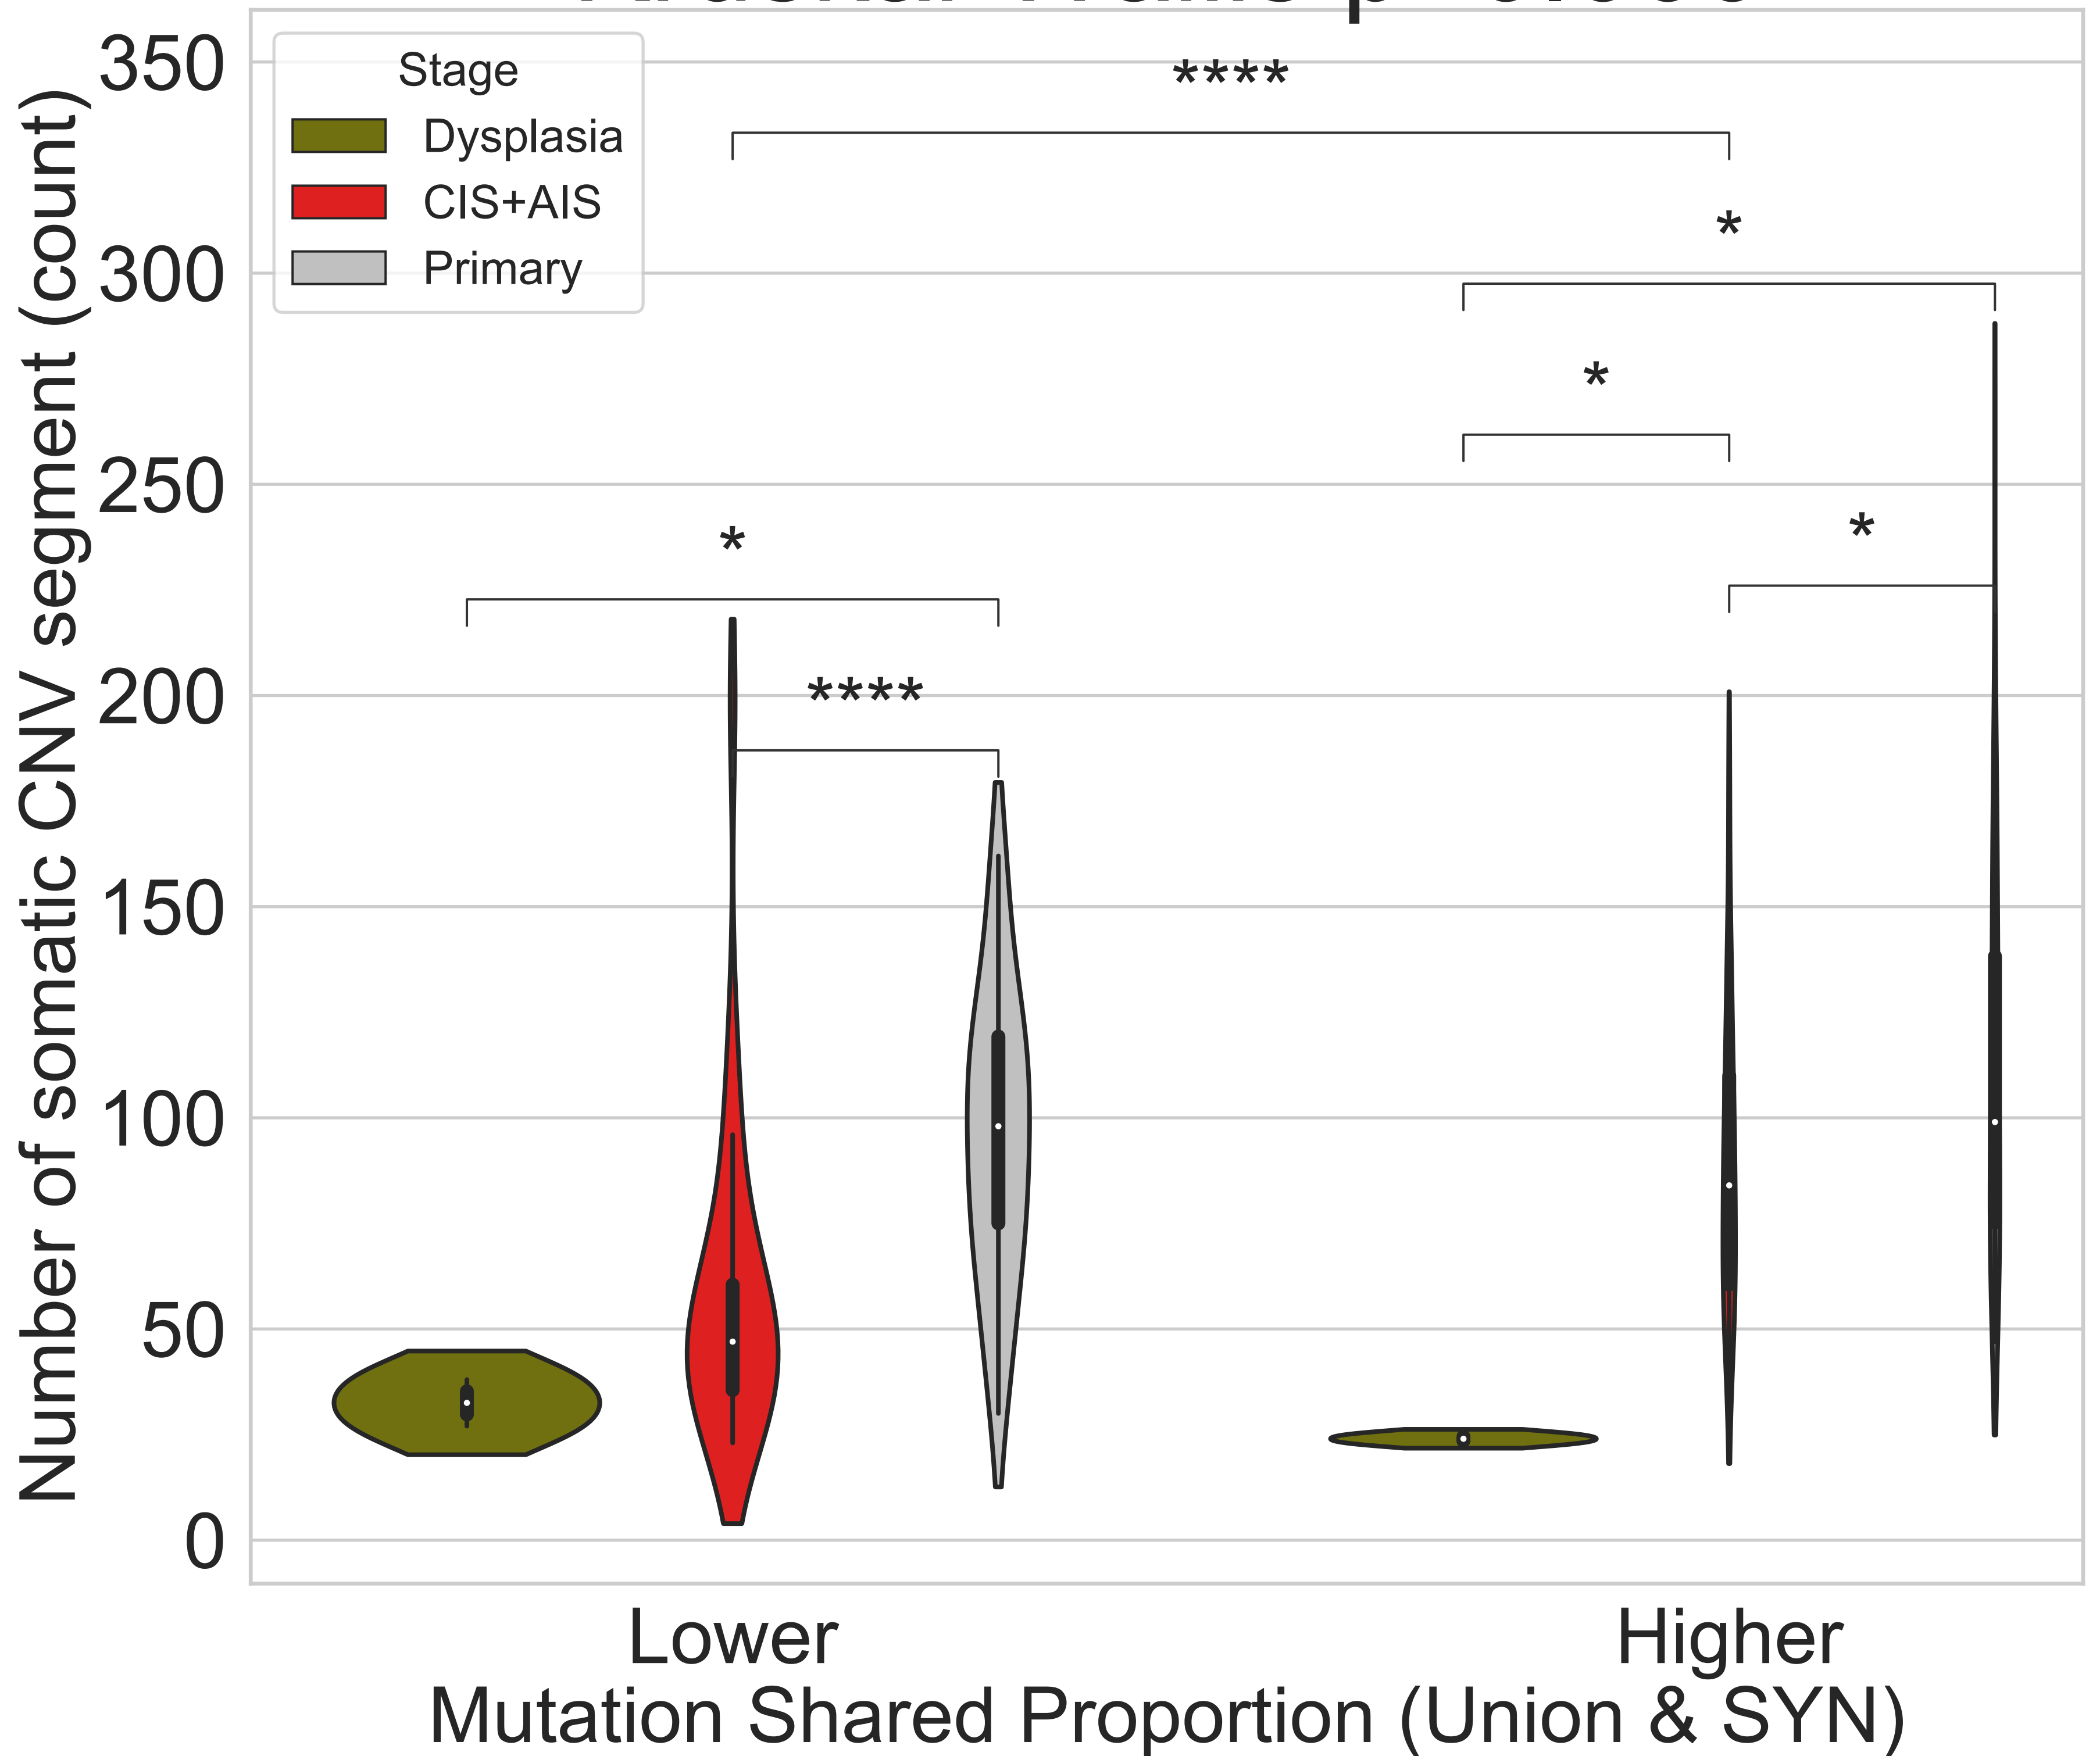 Number of somatic CNV segment (count)
350
300
250
200
150
100
50
0
Stage
Dysplasia
CIS+AIS
Primary
****
*
*
*
*
****
Lower
Higher
Mutation Shared Proportion (Union & SYN)